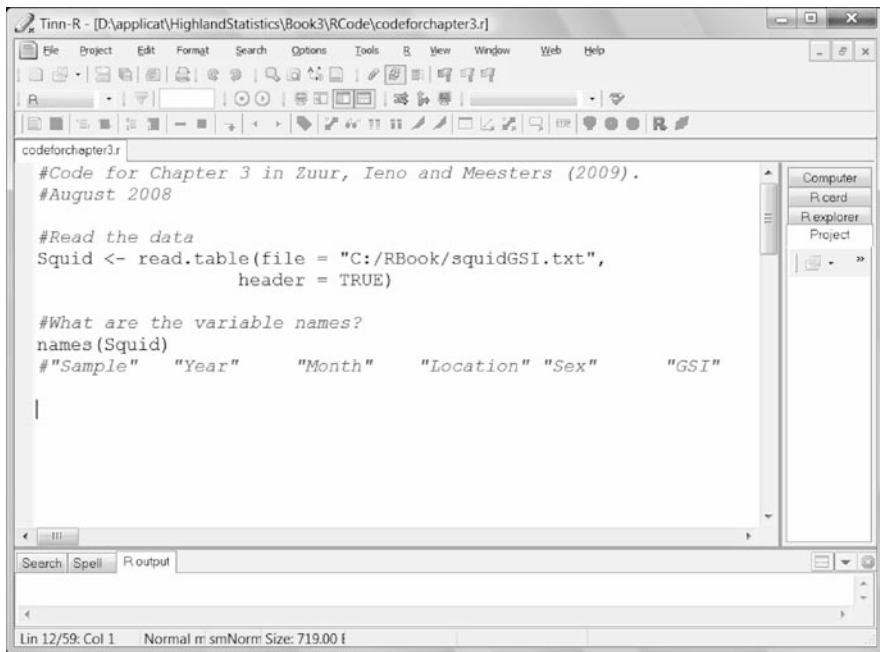 Tinn-R - [D:\applicat\HighlandStatistics\Book3\RCode\codeforchapter3.r]
File Project Edit Format Search Options Tools R View Window Web Help
R
R
codeforchapter3.r
#Code for Chapter 3 in Zuur, Ieno and Meesters (2009).
#August 2008
#Read the data
Squid <- read.table(file = "C:/RBook/squidGSI.txt",
header = TRUE)
#What are the variable names?
names(Squid)
#"Sample" "Year" "Month" "Location" "Sex" "GSI"
Computer
R card
R explorer
Project
Search Spell R output
Lin 12/59: Col 1 Normal m smNorm Size: 719.00